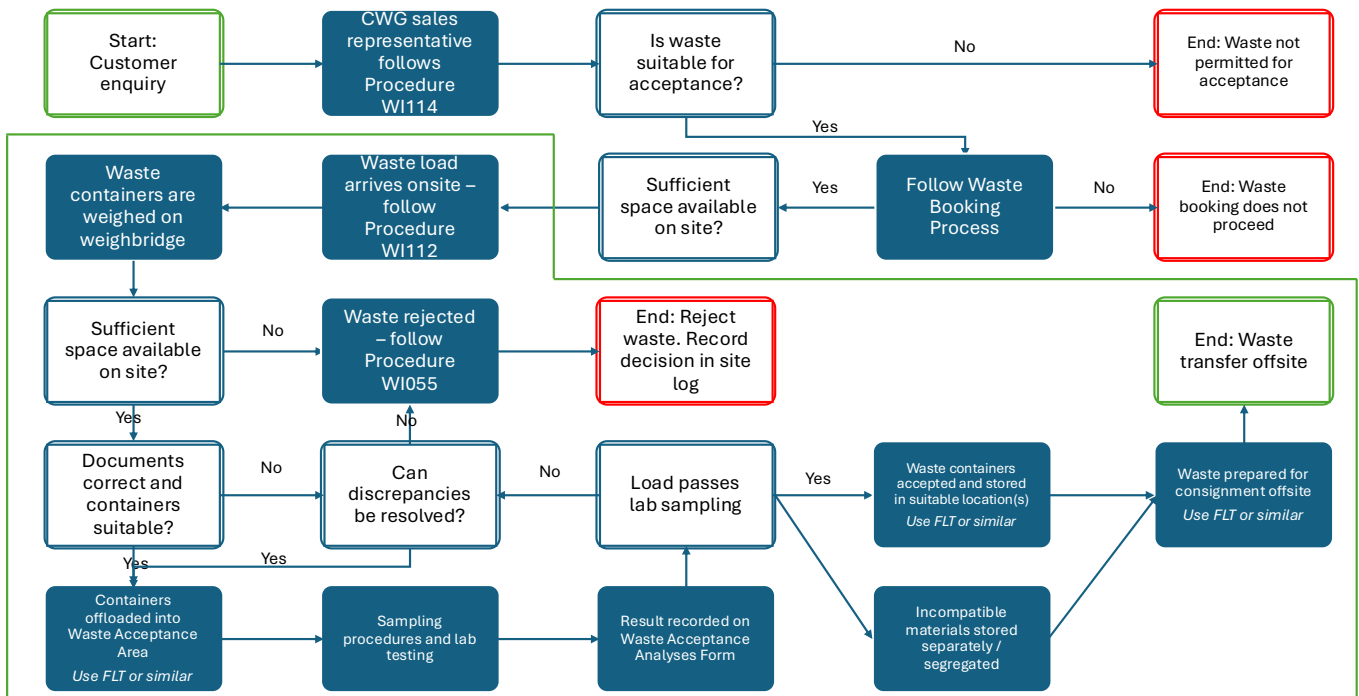 Start:
Customer
enquiry
CWG sales
representative
follows
Procedure
WI114
Is waste
suitable for
acceptance?
No
End: Waste not
permitted for
acceptance
Yes
Waste
containers are
weighed on
weighbridge
Waste load
arrives onsite –
follow
Procedure
WI112
Sufficient
space available
on site?
Yes
Follow Waste
Booking
Process
No
End: Waste
booking does not
proceed
Sufficient
space available
on site?
No
Waste rejected
– follow
Procedure
WI055
End: Reject
waste. Record
decision in site
log
End: Waste
transfer offsite
Yes
No
Documents
correct and
containers
suitable?
No
Can
discrepancies
be resolved?
No
Load passes
lab sampling
Yes
Waste containers
accepted and stored
in suitable location(s)
Use FLT or similar
Waste prepared for
consignment offsite
Use FLT or similar
Yes
Yes
Containers
offloaded into
Waste Acceptance
Area
Use FLT or similar
Sampling
procedures and lab
testing
Result recorded on
Waste Acceptance
Analyses Form
Incompatible
materials stored
separately /
segregated